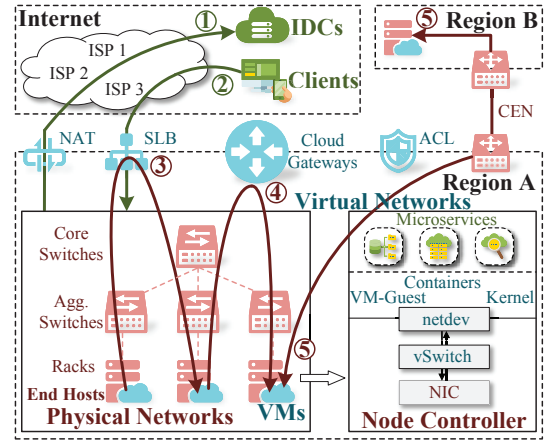 Internet
①
IDCs
ISP 1
ISP 2
ISP 3
②
Clients
⑤
Region B
CEN
NAT
SLB
③
Cloud
Gateways
ACL
Region A
④
Virtual Networks
Core
Switches
Agg.
Switches
Racks
End Hosts
Physical Networks
VMs
⑤
Microservices
Containers
VM-Guest
Kernel
netdev
vSwitch
NIC
Node Controller